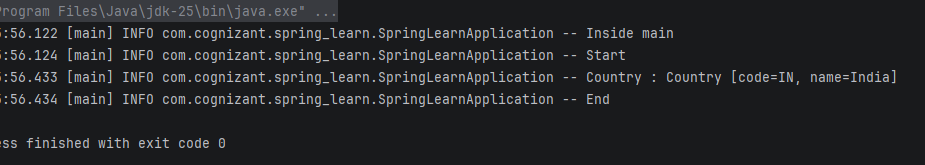 Program Files\Java\jdk-25\bin\java.exe" ...
:56.122 [main] INFO com.cognizant.spring_learn.SpringLearnApplication -- Inside main
:56.124 [main] INFO com.cognizant.spring_learn.SpringLearnApplication -- Start
:56.433 [main] INFO com.cognizant.spring_learn.SpringLearnApplication -- Country : Country [code=IN, name=India]
:56.434 [main] INFO com.cognizant.spring_learn.SpringLearnApplication -- End
ess finished with exit code 0